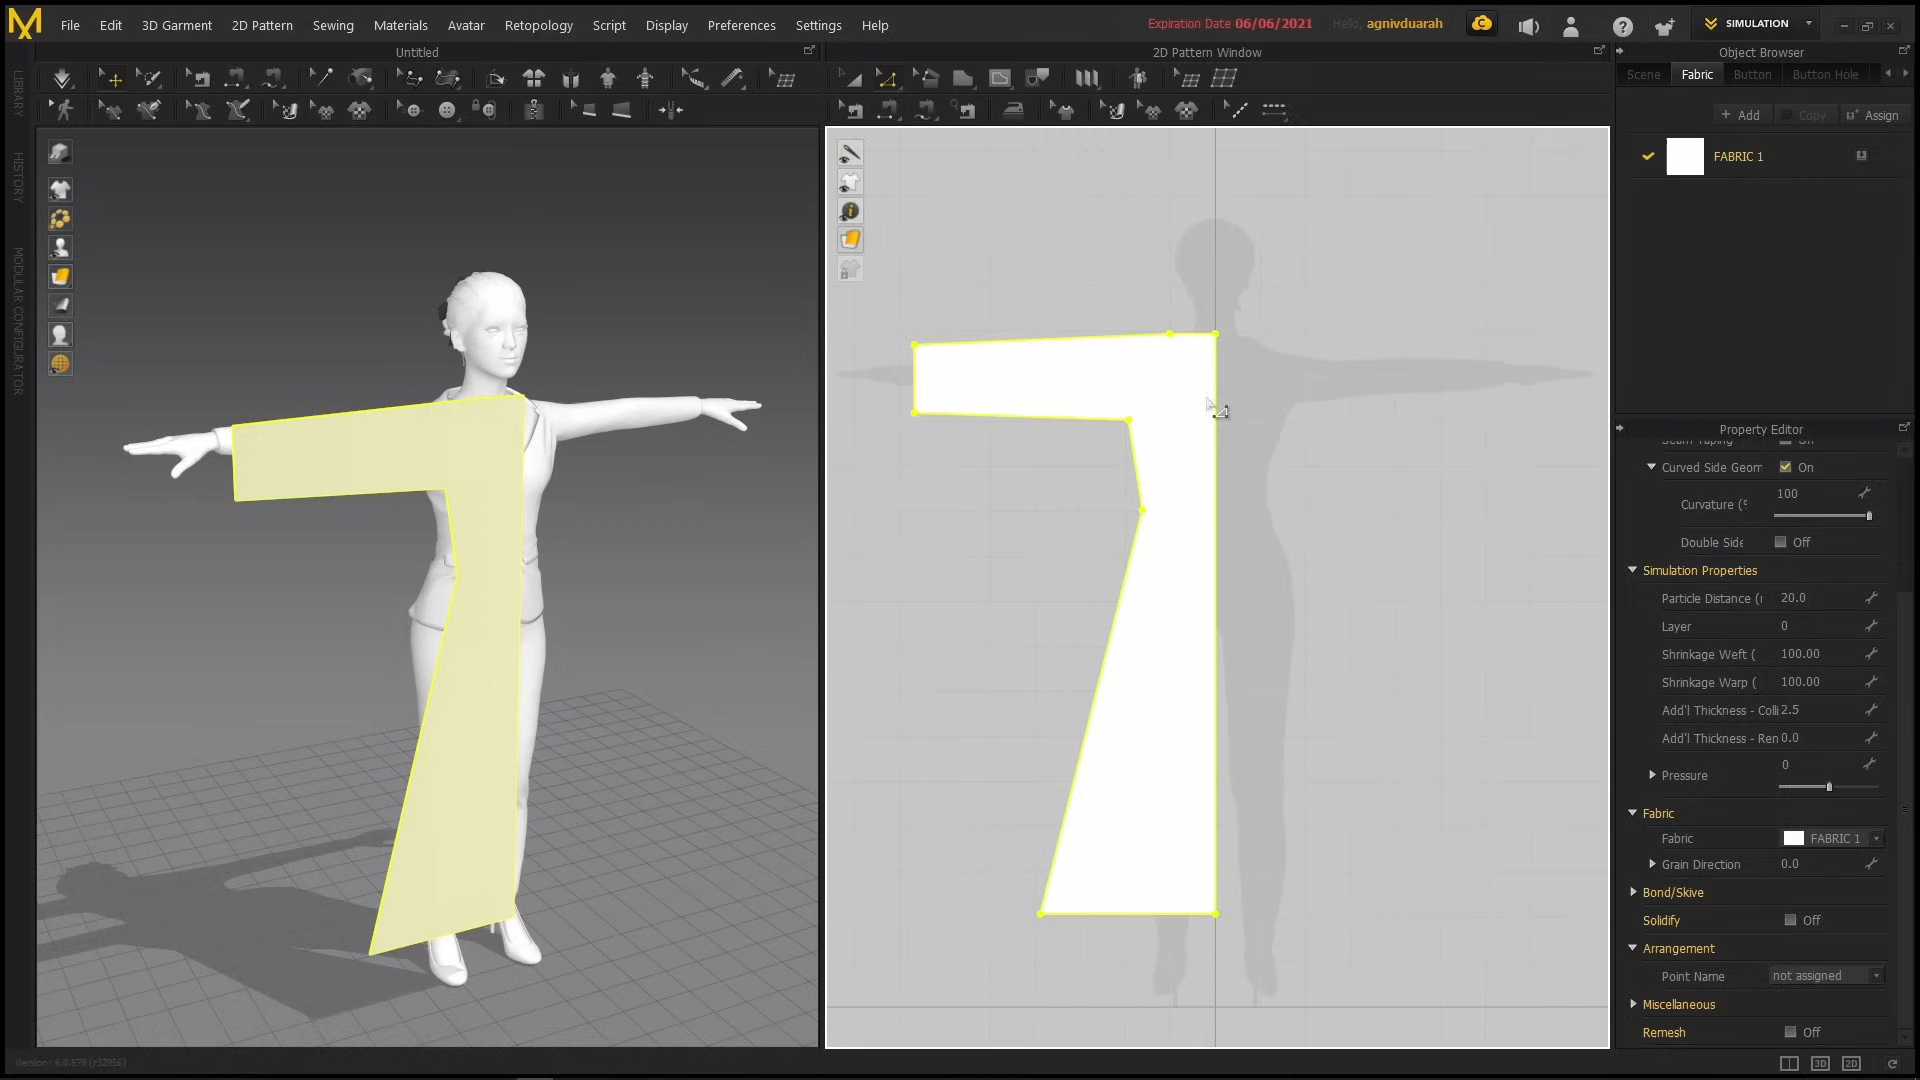 File Edit 3D Garment 2D Pattern Sewing Materials Avatar Retopology Script Display Preferences Settings Help
Expiration Date 06/06/2021 Hello, agnivduarah
SIMULATION
Untitled
2D Pattern Window
Object Browser
Scene Fabric Button Button Hole
Add Copy Assign
FABRIC 1
LIBRARY
HISTORY
MODULAR CONFIGURATOR
Property Editor
Seam Taping On
Curved Side Geom On
Curvature (% 100
Double Side Off
Simulation Properties
Particle Distance ( 20.0
Layer 0
Shrinkage Weft ( 100.00
Shrinkage Warp ( 100.00
Add'l Thickness - Colli 2.5
Add'l Thickness - Ren 0.0
Pressure 0
Fabric
Fabric FABRIC 1
Grain Direction 0.0
Bond/Skive
Solidify Off
Arrangement
Point Name not assigned
Miscellaneous
Remesh Off
Version: 6.0.579 (r32956)
3D 2D